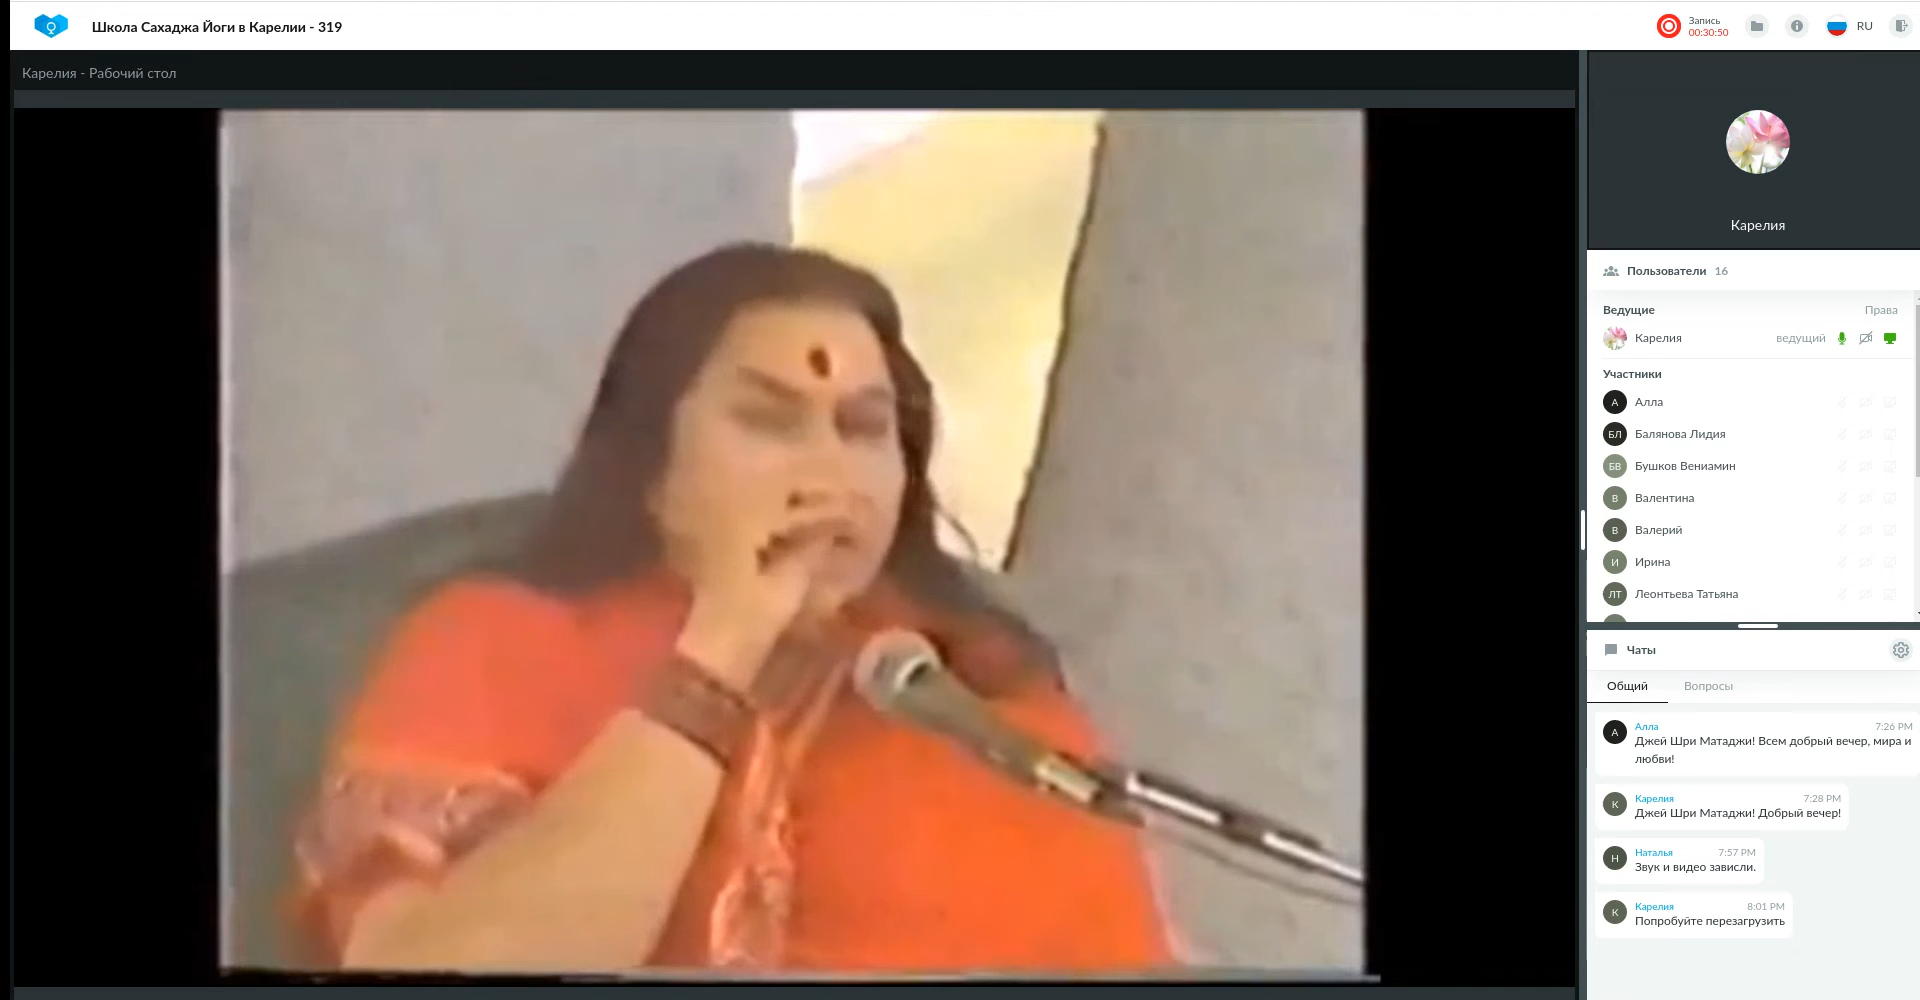 Школа Сахаджа Йоги в Карелии - 319
Запись
00:30:50
RU
Карелия - Рабочий стол
Карелия
Пользователи 16
Ведущие Права
Карелия ведущий
Участники
А Алла
БЛ Балянова Лидия
БВ Бушков Вениамин
В Валентина
В Валерий
И Ирина
ЛТ Леонтьева Татьяна
Чаты
Общий Вопросы
А Алла 7:26 PM
Джей Шри Матаджи! Всем добрый вечер, мира и
любви!
К Карелия 7:28 PM
Джей Шри Матаджи! Добрый вечер!
Н Наталья 7:57 PM
Звук и видео зависли.
К Карелия 8:01 PM
Попробуйте перезагрузить